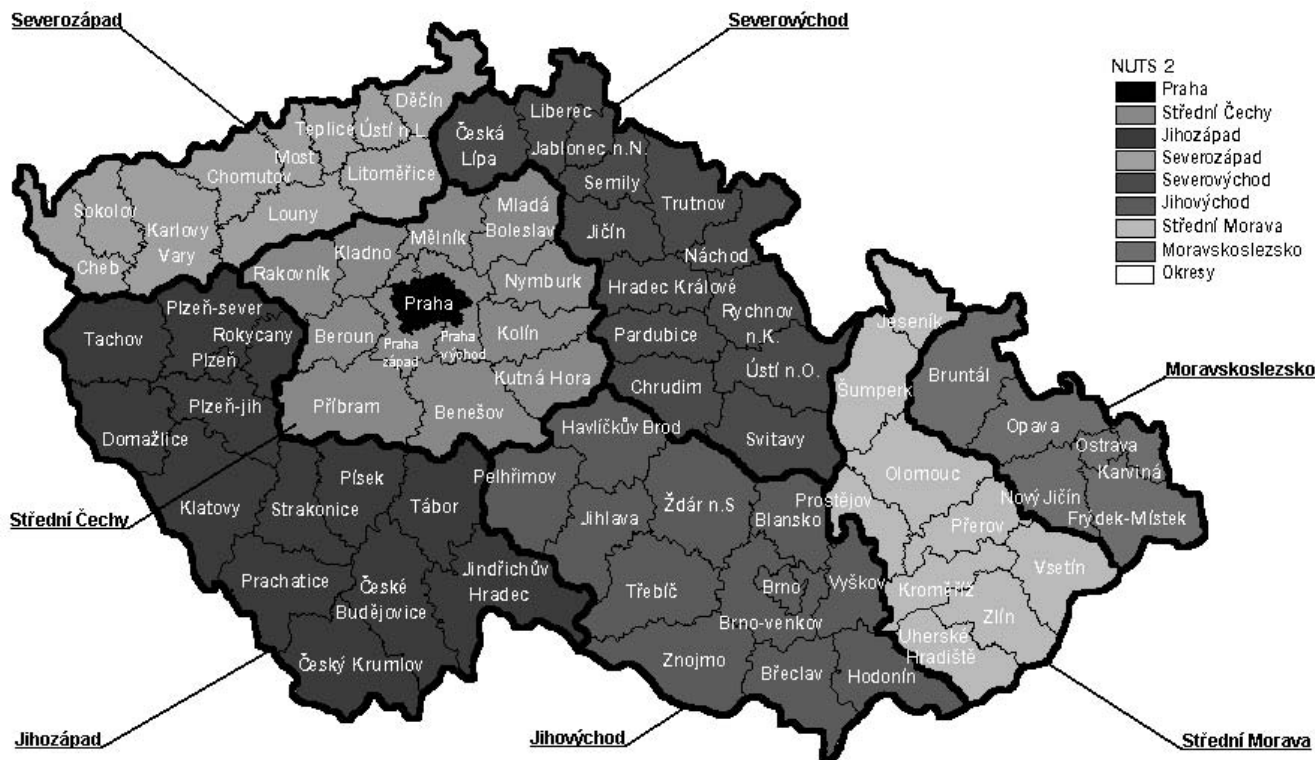 Severozápad
Severovýchod
NUTS 2
Praha
Střední Čechy
Jihozápad
Severozápad
Severovýchod
Jihovýchod
Střední Morava
Moravskoslezsko
Okresy
Děčín
Liberec
Teplice
Ústí n.L.
Česká
Lípa
Jablonec n.N
Most
Chomutov
Litoměřice
Semily
Sokolov
Louny
Mladá
Boleslav
Trutnov
Karlovy
Vary
Mělník
Jičín
Cheb
Kladno
Rakovník
Náchod
Nymburk
Hradec Králové
Praha
Plzeň-sever
Rychnov
n.K.
Jeseník
Tachov
Rokycany
Beroun
Kolín
Pardubice
Plzeň
Praha
západ
Praha
východ
Ústí n.O.
Bruntál
Moravskoslezsko
Kutná Hora
Chrudim
Šumperk
Plzeň-jih
Příbram
Benešov
Havlíčkův Brod
Opava
Domažlice
Svitavy
Ostrava
Karviná
Písek
Pelhřimov
Olomouc
Klatovy
Strakonice
Tábor
Ždár n.S
Prostějov
Nový Jičín
Střední Čechy
Jihlava
Blansko
Přerov
Frýdek-Místek
Jindřichův
Hradec
Vsetín
Prachatice
České
Budějovice
Třebíč
Brno
Vyškov
Kroměříž
Zlín
Brno-venkov
Uherské
Hradiště
Český Krumlov
Znojmo
Břeclav
Hodonín
Jihozápad
Jihovýchod
Střední Morava